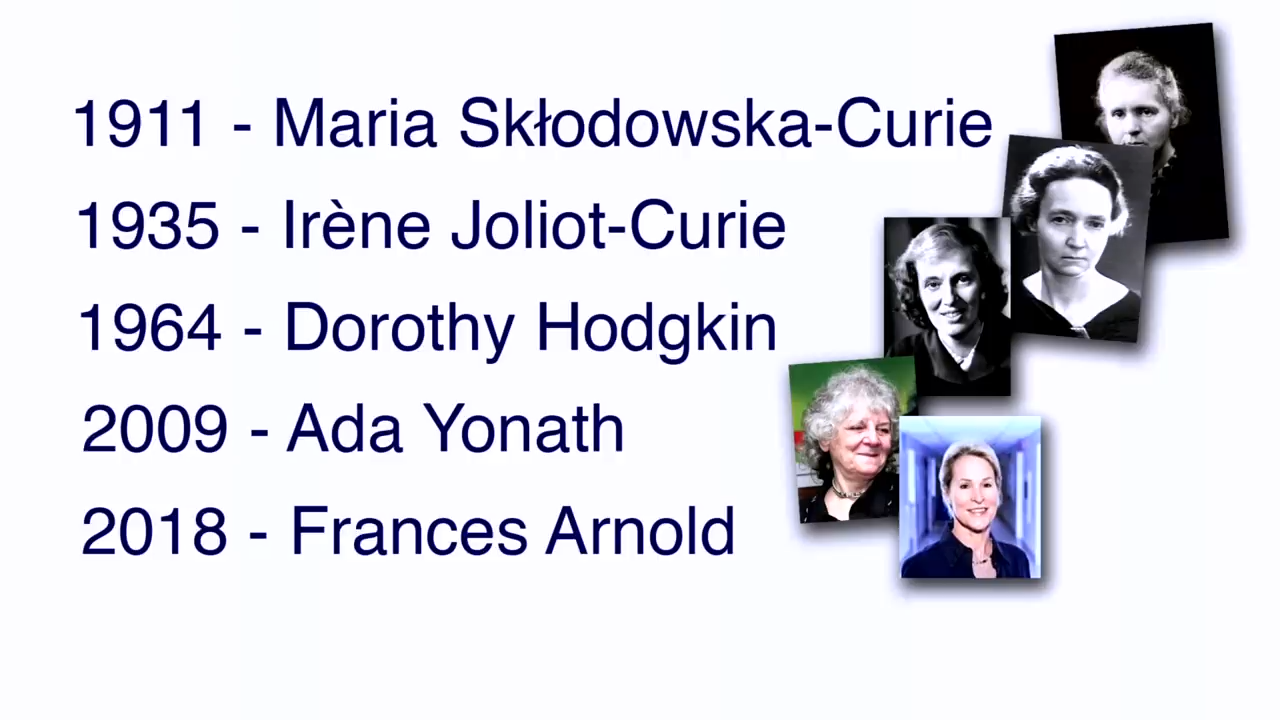 1911 - Maria Skłodowska-Curie
1935 - Irène Joliot-Curie
1964 - Dorothy Hodgkin
2009 - Ada Yonath
2018 - Frances Arnold